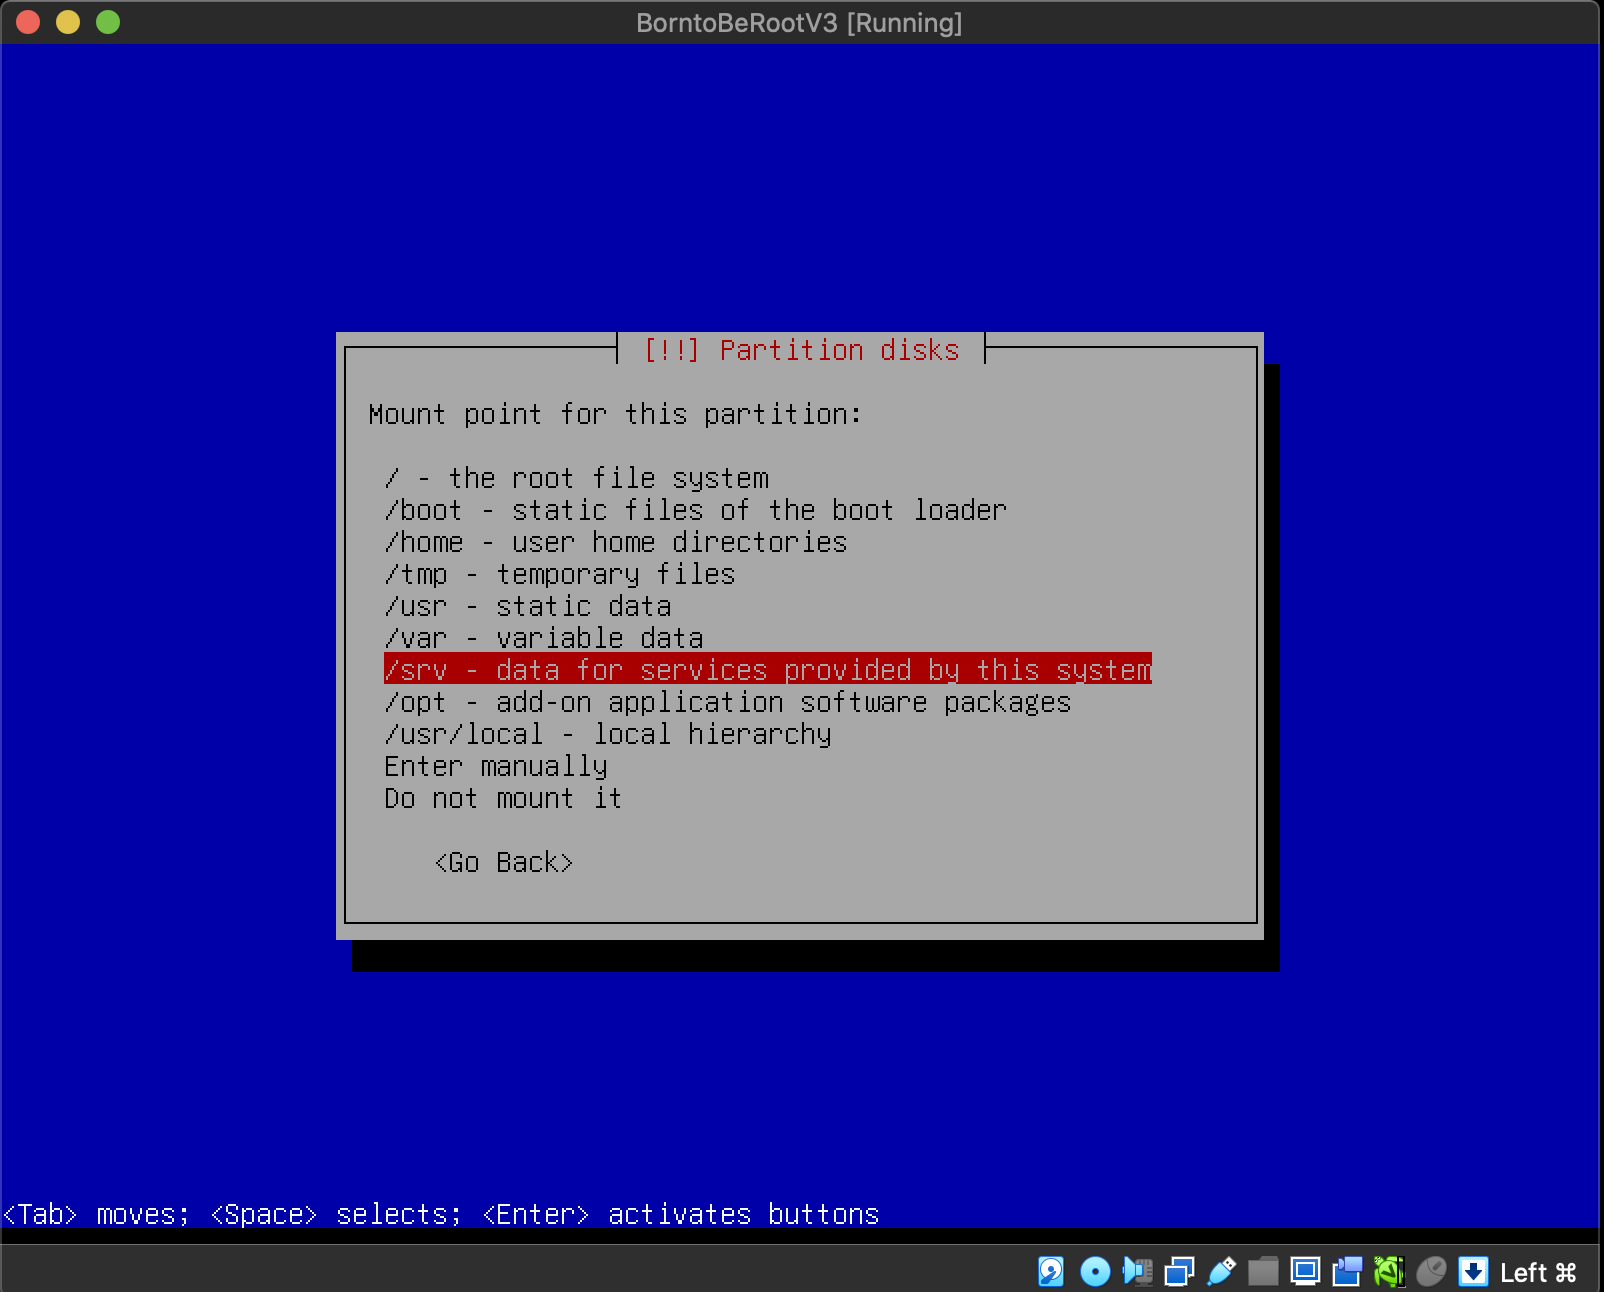 BorntoBeRootV3 [Running]
[!!] Partition disks
Mount point for this partition:
/ - the root file system
/boot - static files of the boot loader
/home - user home directories
/tmp - temporary files
/usr - static data
/var - variable data
/srv - data for services provided by this system
/opt - add-on application software packages
/usr/local - local hierarchy
Enter manually
Do not mount it
<Go Back>
<Tab> moves; <Space> selects; <Enter> activates buttons
Left ⌘